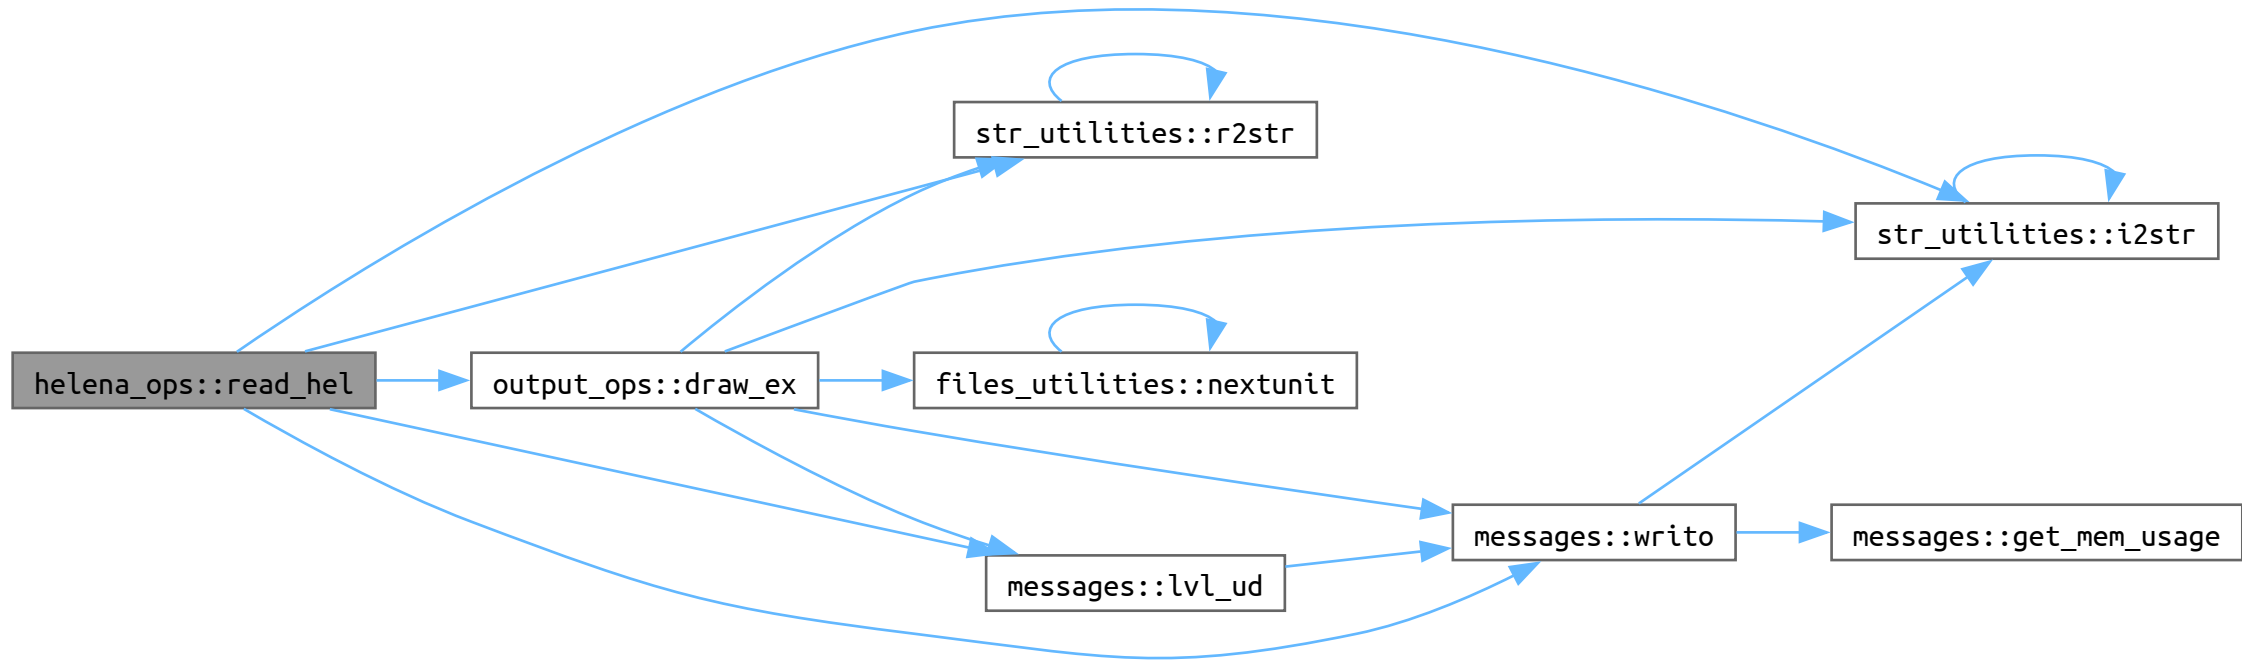 str_utilities::r2str
str_utilities::i2str
helena_ops::read_hel
output_ops::draw_ex
files_utilities::nextunit
messages::writo
messages::get_mem_usage
messages::lvl_ud